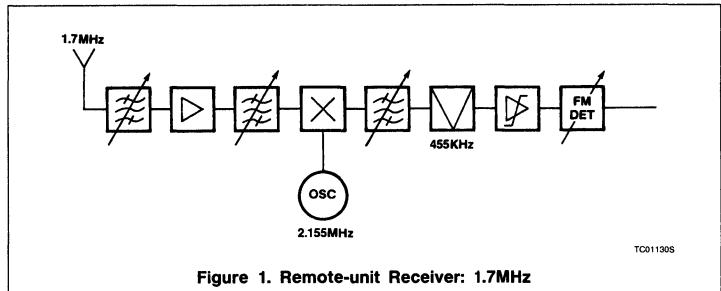 1.7MHz
FM
DET
455KHz
OSC
2.155MHz
TC01130S
Figure 1. Remote-unit Receiver: 1.7MHz